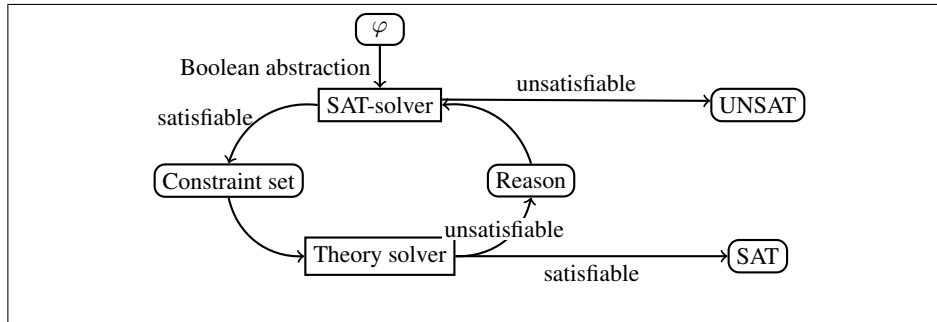 φ
Boolean abstraction
unsatisfiable
SAT-solver
UNSAT
satisfiable
Constraint set
Reason
unsatisfiable
Theory solver
SAT
satisfiable